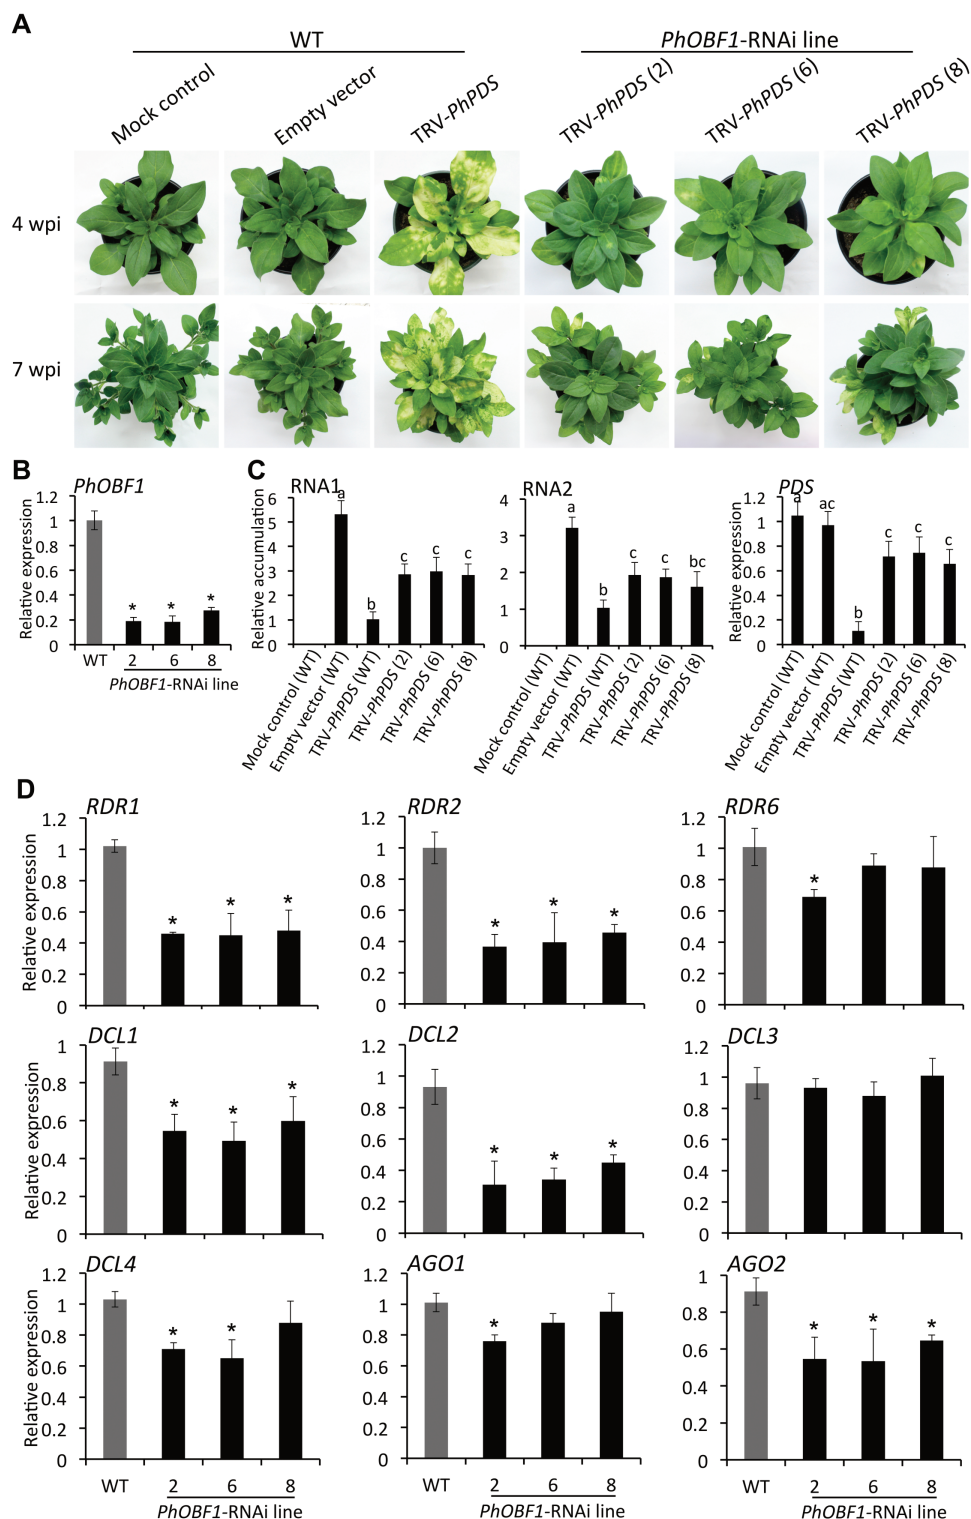 A
WT
PhOBF1-RNAi line
Mock control
Empty vector
TRV-PhPDS
TRV-PhPDS (2)
TRV-PhPDS (6)
TRV-PhPDS (8)
4 wpi
7 wpi
B
PhOBF1
Relative expression
1.2
1
0.8
0.6
0.4
0.2
0
* * *
WT 2 6 8
PhOBF1-RNAi line
C
RNA1
Relative accumulation
6
5
4
3
2
1
0
a b c c c
Mock control (WT)
Empty vector (WT)
TRV-PhPDS (WT)
TRV-PhPDS (2)
TRV-PhPDS (6)
TRV-PhPDS (8)
RNA2
4
3
2
1
0
a b c c bc
Mock control (WT)
Empty vector (WT)
TRV-PhPDS (WT)
TRV-PhPDS (2)
TRV-PhPDS (6)
TRV-PhPDS (8)
PDS
Relative expression
1.2
1
0.8
0.6
0.4
0.2
0
a ac b c c c
Mock control (WT)
Empty vector (WT)
TRV-PhPDS (WT)
TRV-PhPDS (2)
TRV-PhPDS (6)
TRV-PhPDS (8)
D
RDR1
Relative expression
1.2
1
0.8
0.6
0.4
0.2
0
* * *
RDR2
1.2
1
0.8
0.6
0.4
0.2
0
* * *
RDR6
1.2
1
0.8
0.6
0.4
0.2
0
*
DCL1
Relative expression
1
0.8
0.6
0.4
0.2
0
* * *
DCL2
1.2
1
0.8
0.6
0.4
0.2
0
* * *
DCL3
1.2
1
0.8
0.6
0.4
0.2
0
DCL4
Relative expression
1.2
1
0.8
0.6
0.4
0.2
0
* *
WT 2 6 8
PhOBF1-RNAi line
AGO1
1.2
1
0.8
0.6
0.4
0.2
0
*
WT 2 6 8
PhOBF1-RNAi line
AGO2
1
0.8
0.6
0.4
0.2
0
* * *
WT 2 6 8
PhOBF1-RNAi line